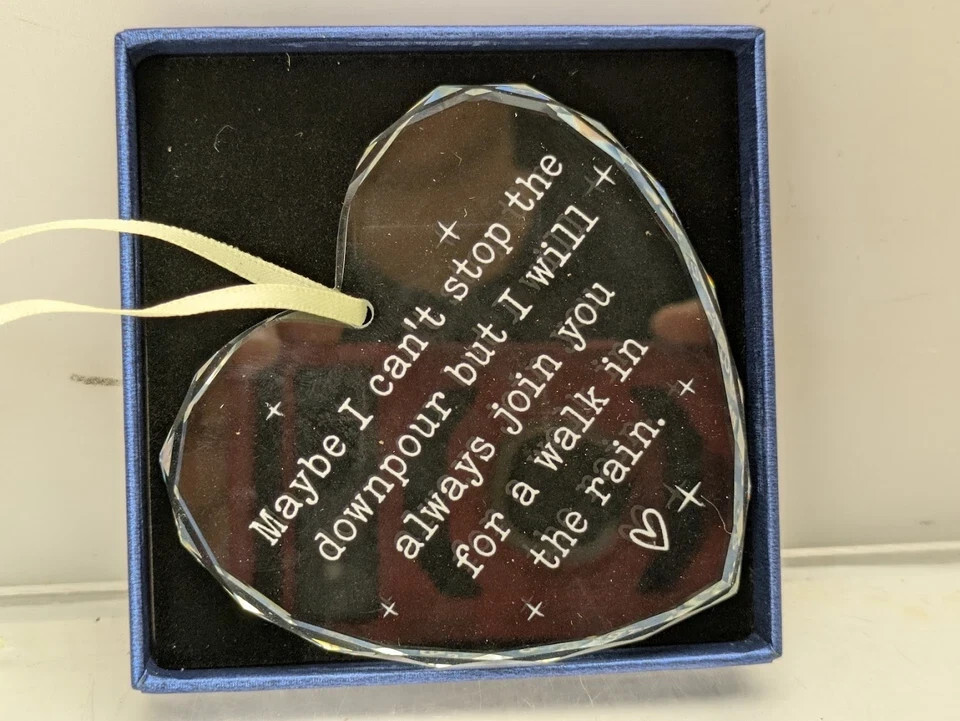 Maybe I can't stop the
downpour but I will
always join you
for a walk in
the rain.